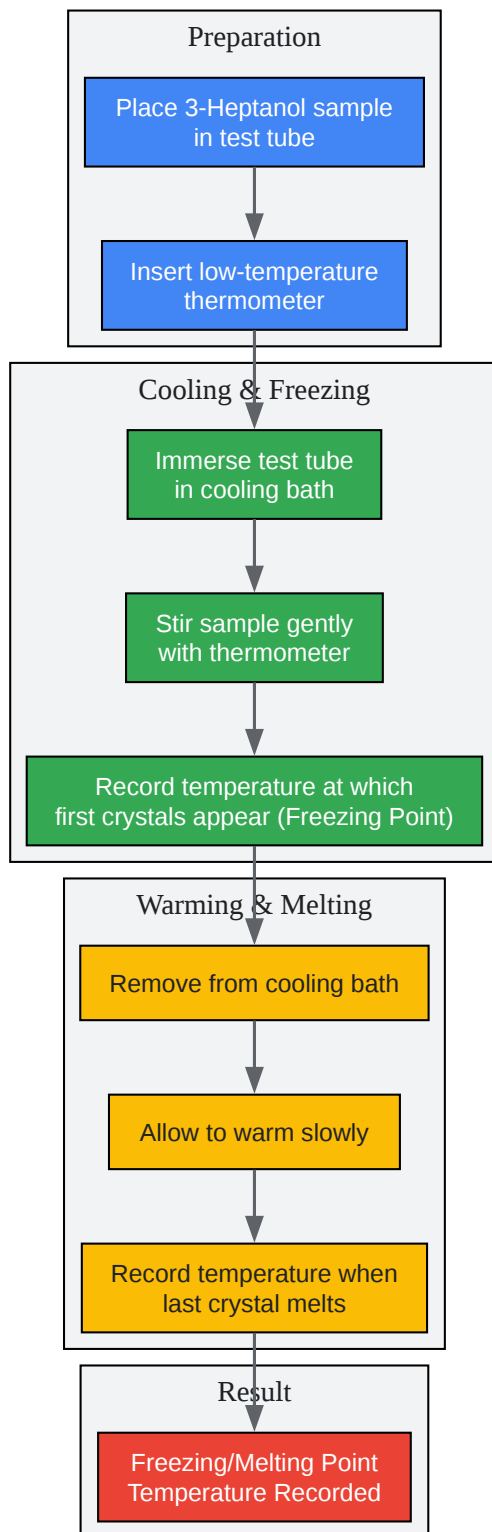 Preparation
Place 3-Heptanol sample
in test tube
Insert low-temperature
thermometer
Cooling & Freezing
Immerse test tube
in cooling bath
Stir sample gently
with thermometer
Record temperature at which
first crystals appear (Freezing Point)
Warming & Melting
Remove from cooling bath
Allow to warm slowly
Record temperature when
last crystal melts
Result
Freezing/Melting Point
Temperature Recorded